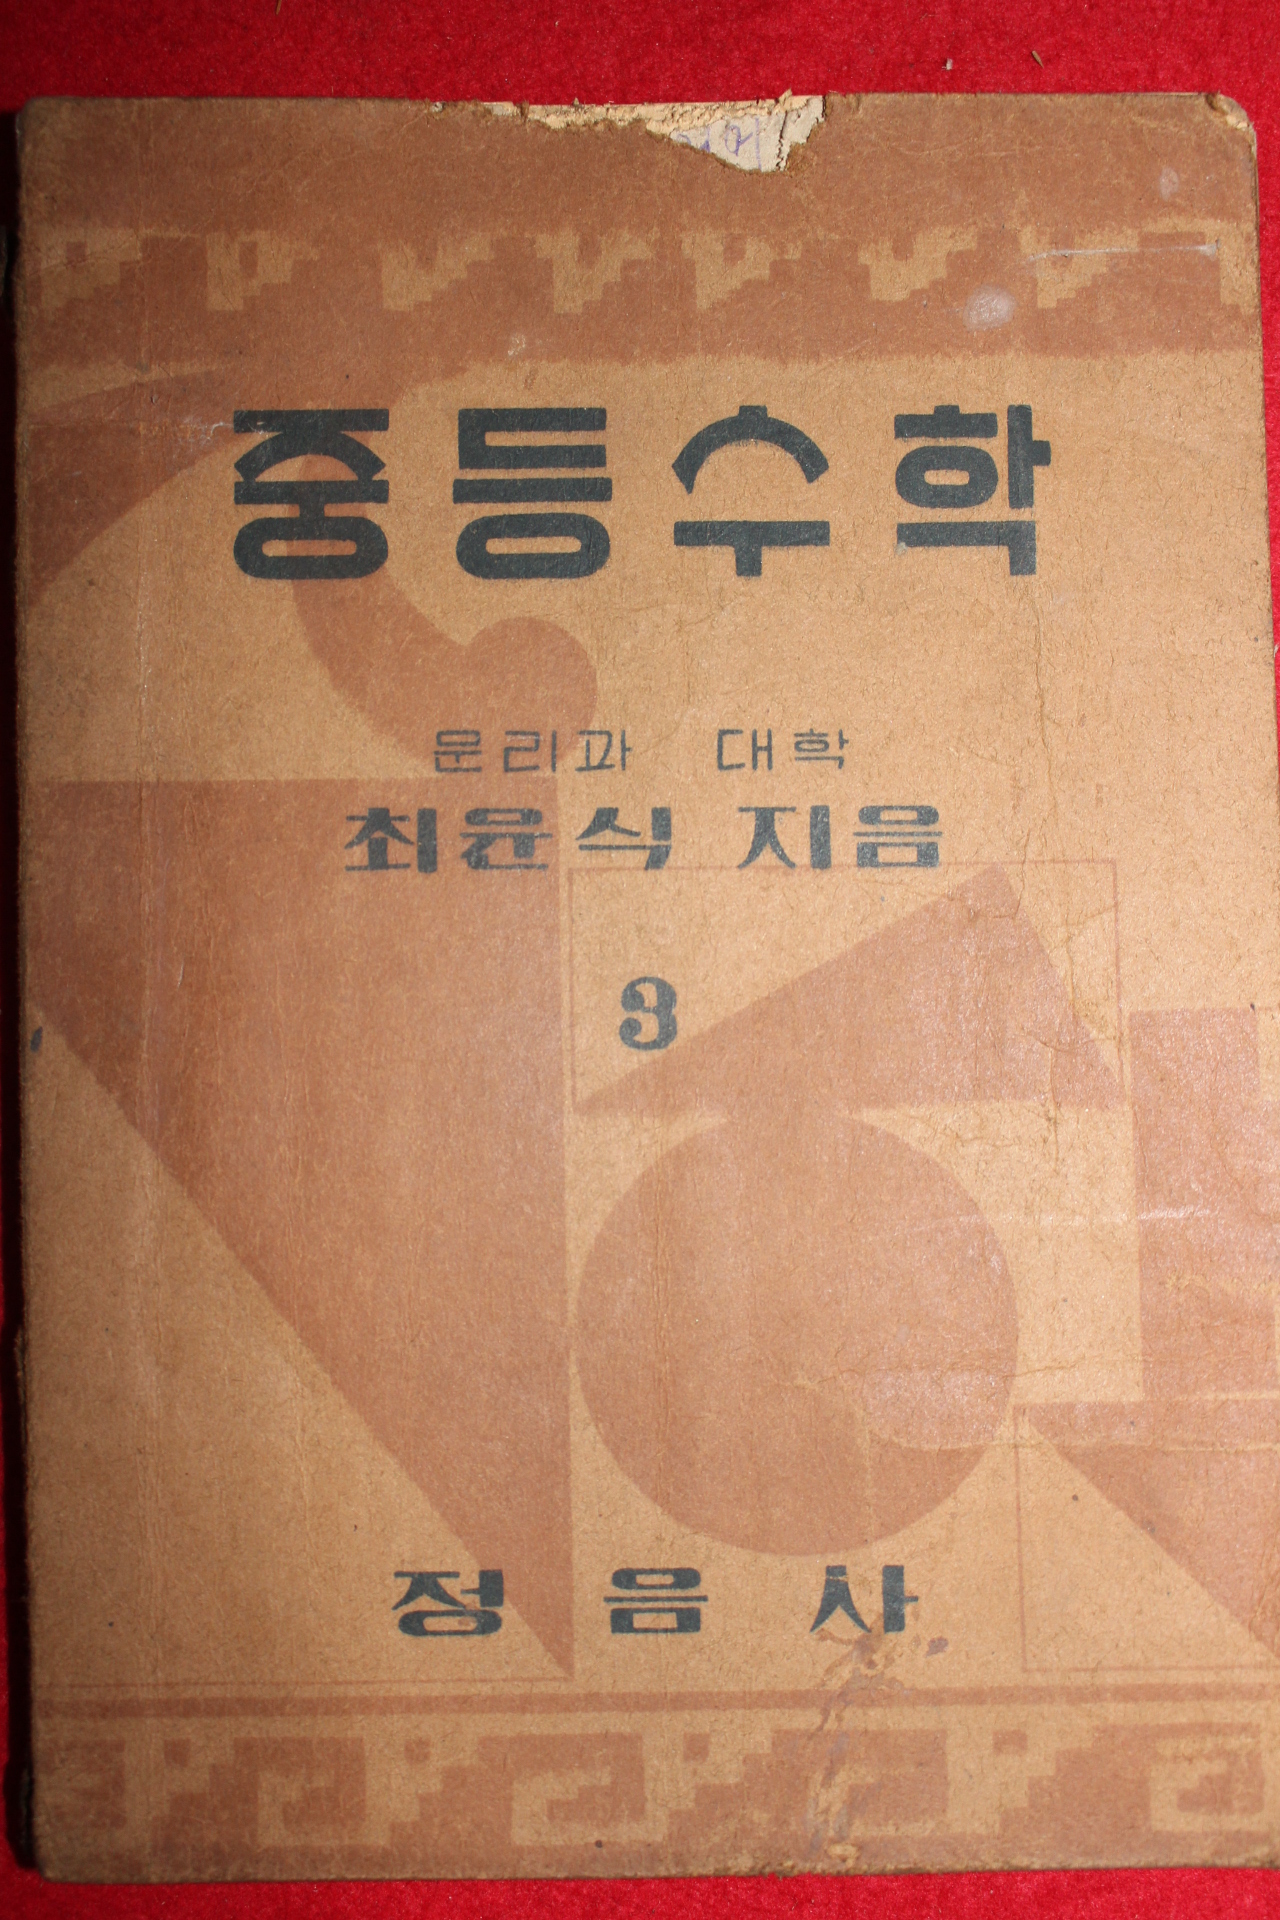 중등수학
문리과 대학
최윤식 지음
3
정음사